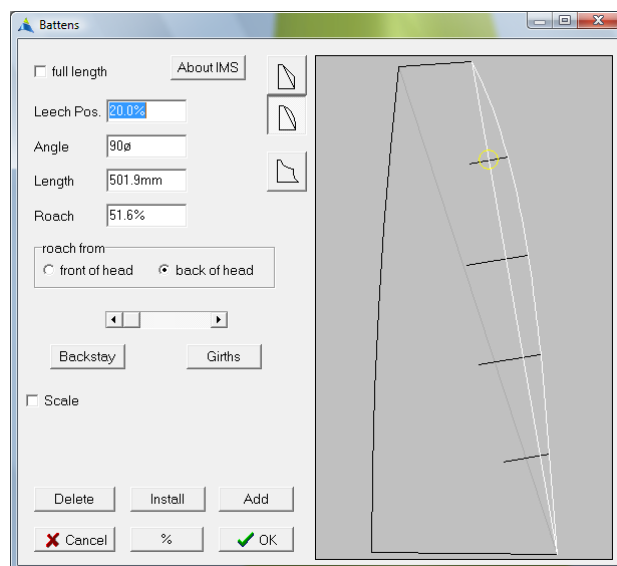 Battens
full length
About IMS
Leech Pos. 20.0%
Angle 90ø
Length 501.9mm
Roach 51.6%
roach from
front of head back of head
Backstay Girths
Scale
Delete Install Add
Cancel % OK